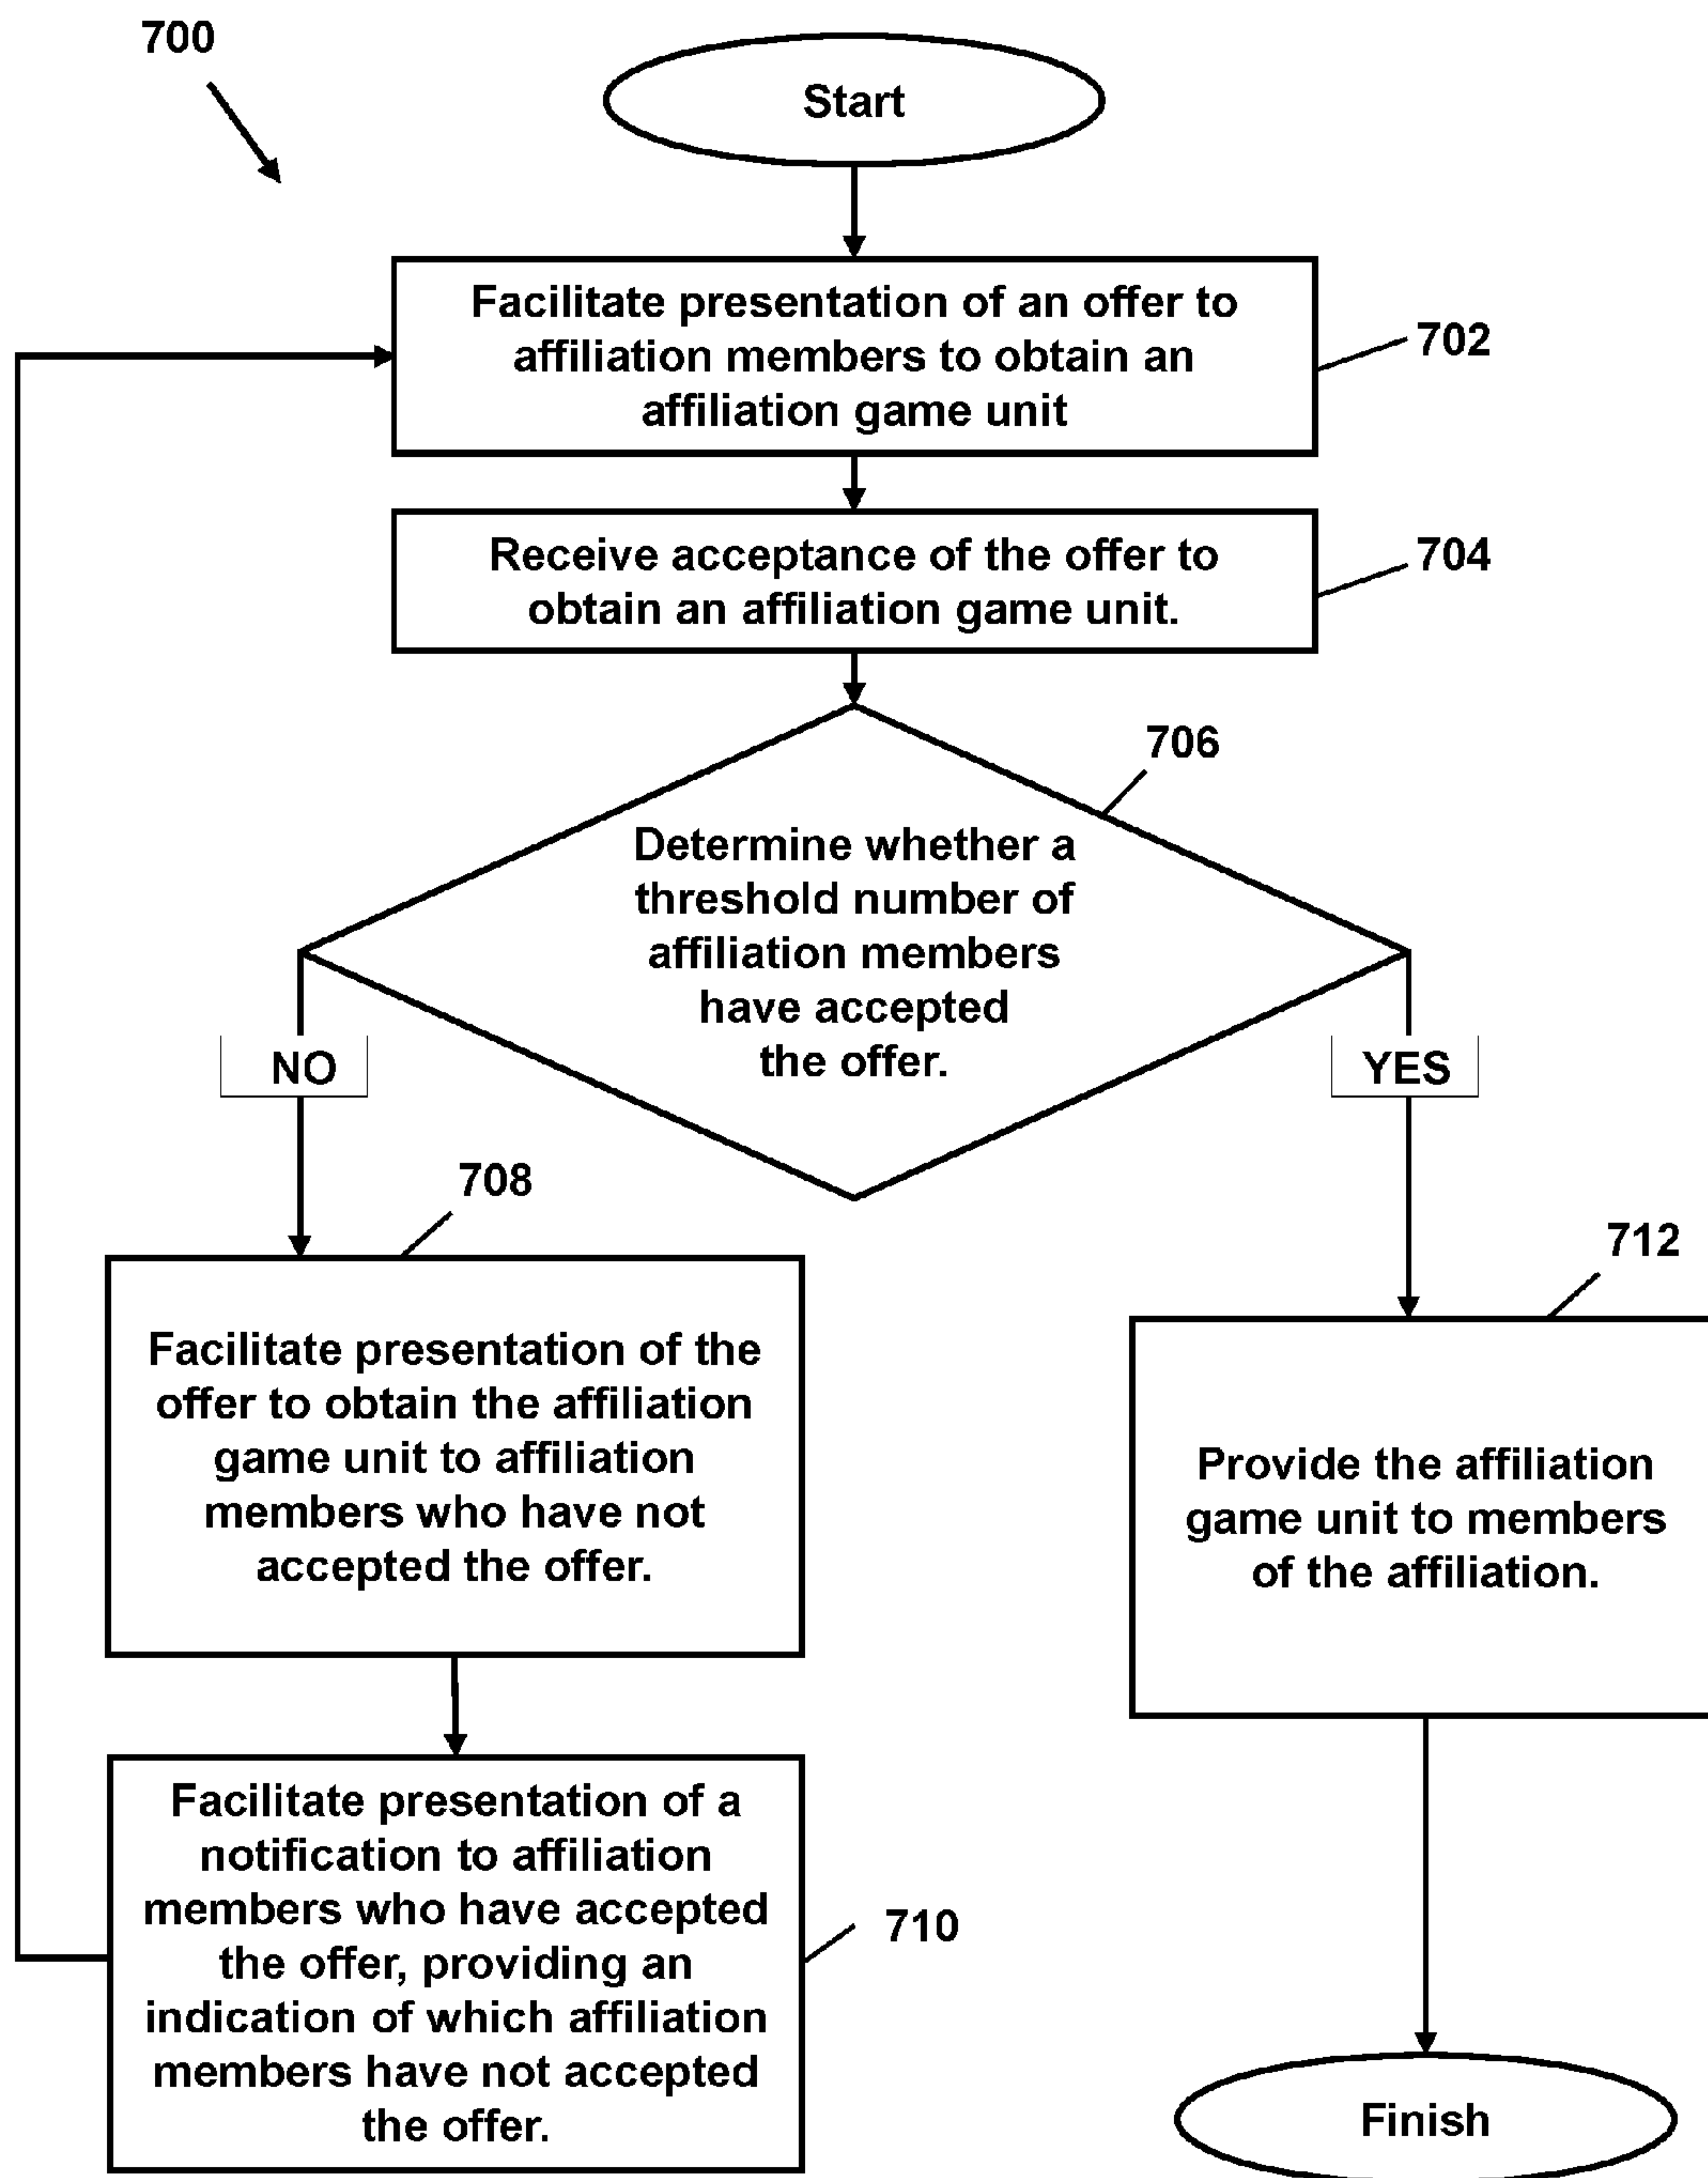 700
Start
Facilitate presentation of an offer to
affiliation members to obtain an
affiliation game unit
702
Receive acceptance of the offer to
obtain an affiliation game unit.
704
706
Determine whether a
threshold number of
affiliation members
have accepted
the offer.
NO
YES
708
Facilitate presentation of the
offer to obtain the affiliation
game unit to affiliation
members who have not
accepted the offer.
712
Provide the affiliation
game unit to members
of the affiliation.
Facilitate presentation of a
notification to affiliation
members who have accepted
the offer, providing an
indication of which affiliation
members have not accepted
the offer.
710
Finish